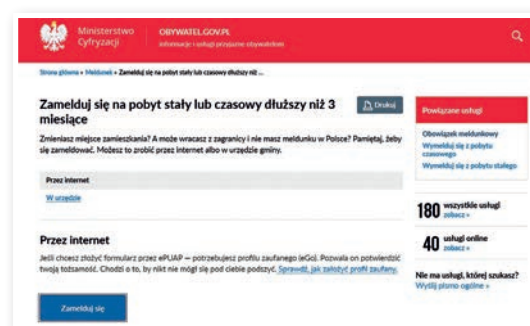 Ministerstwo
Cyfryzacji
OBYWATEL.GOV.PL
informacje i usługi przyjazne obywatelom
Strona główna » Meldunek » Zamelduj się na pobyt stały lub czasowy dłuższy niż ...
Zamelduj się na pobyt stały lub czasowy dłuższy niż 3
miesiące
Drukuj
Zmieniasz miejsce zamieszkania? A może wracasz z zagranicy i nie masz meldunku w Polsce? Pamiętaj, żeby
się zameldować. Możesz to zrobić przez internet albo w urzędzie gminy.
Przez internet
W urzędzie
Przez internet
Jeśli chcesz złożyć formularz przez ePUAP — potrzebujesz profilu zaufanego (eGo). Pozwala on potwierdzić
twoją tożsamość. Chodzi o to, by nikt nie mógł się pod ciebie podszyć. Sprawdź, jak założyć profil zaufany.
Zamelduj się
Powiązane usługi
Obowiązek meldunkowy
Wymelduj się z pobytu
czasowego
Wymelduj się z pobytu stałego
180 wszystkie usługi
zobacz »
40 usługi online
zobacz »
Nie ma usługi, której szukasz?
Wyślij pismo ogólne »